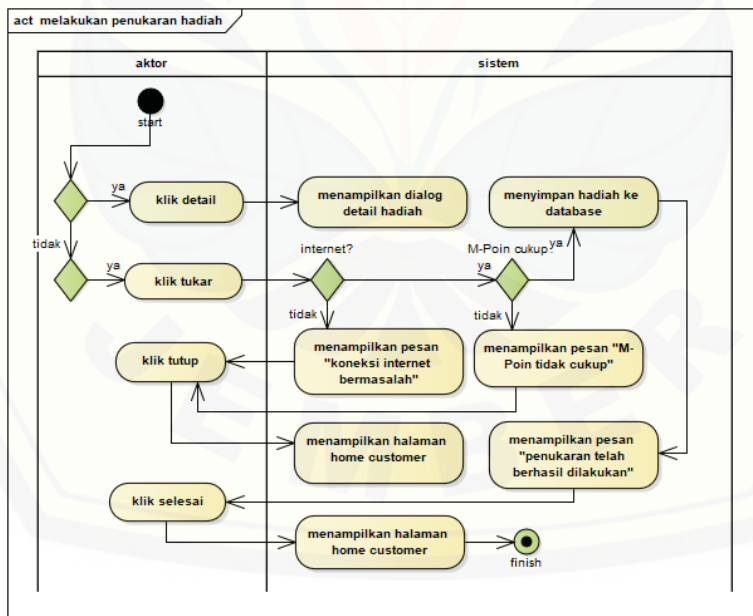 act melakukan penukaran hadiah
aktor
sistem
start
ya
klik detail
menampilkan dialog
detail hadiah
menyimpan hadiah ke
database
tidak
internet?
M-Poin cukup?
ya
ya
klik tukar
ya
tidak
tidak
klik tutup
menampilkan pesan
"koneksi internet
bermasalah"
menampilkan pesan "M-
Poin tidak cukup"
menampilkan halaman
home customer
menampilkan pesan
"penukaran telah
berhasil dilakukan"
klik selesai
menampilkan halaman
home customer
finish
JEMBER